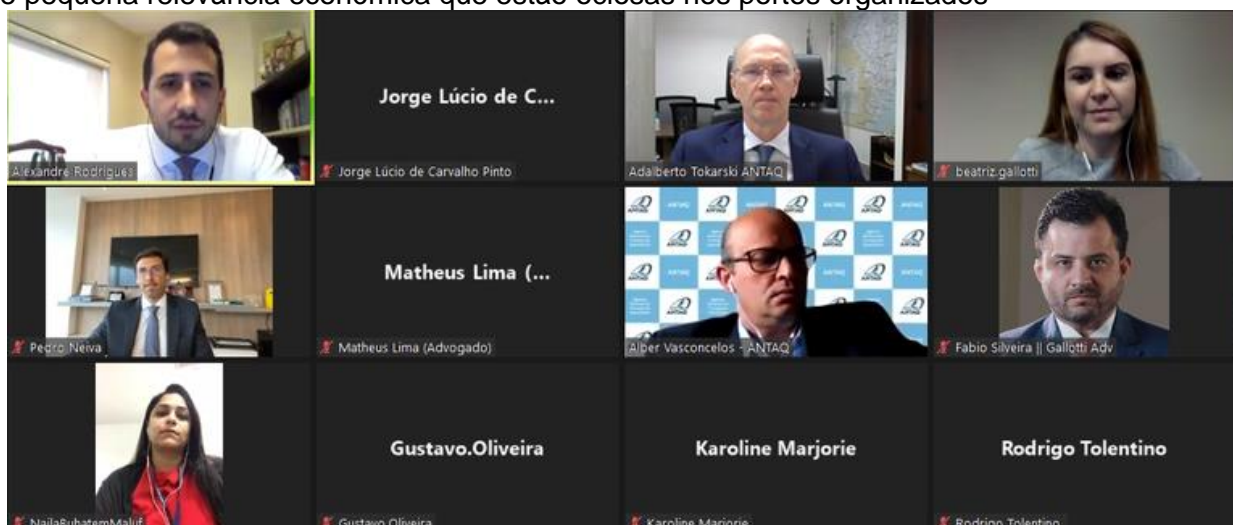 pequena relevância econômica que estão ociosas nos portos organizados
Jorge Lúcio de C...
Alexandre Rodrigues
Jorge Lúcio de Carvalho Pinto
Adalberto Tokarski ANTAQ
beatriz.gallotti
Matheus Lima (...
ANTAQ
Pedro Neiva
Matheus Lima (Advogado)
Alber Vasconcelos - ANTAQ
Fabio Silveira || Gallotti Adv
Gustavo.Oliveira
Karoline Marjorie
Rodrigo Tolentino
NajlaBuhatemMaluf
Gustavo.Oliveira
Karoline Marjorie
Rodrigo Tolentino